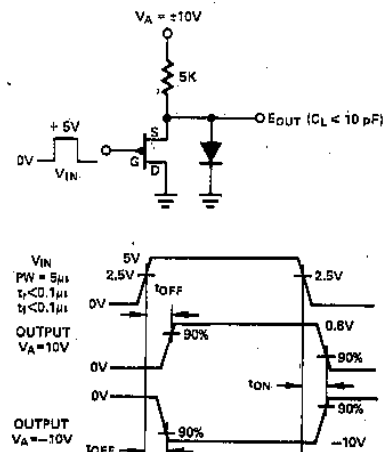 VA = ±10V
5K
S
EOUT (CL < 10 pF)
+5V
0V
VIN
G
D
VIN
PW = 5µs
τr<0.1µs
τf<0.1µs
5V
2.5V
0V
tOFF
2.5V
OUTPUT
VA=10V
0.6V
90%
0V
90%
tON
0V
90%
OUTPUT
VA=-10V
90%
-10V
tOFF